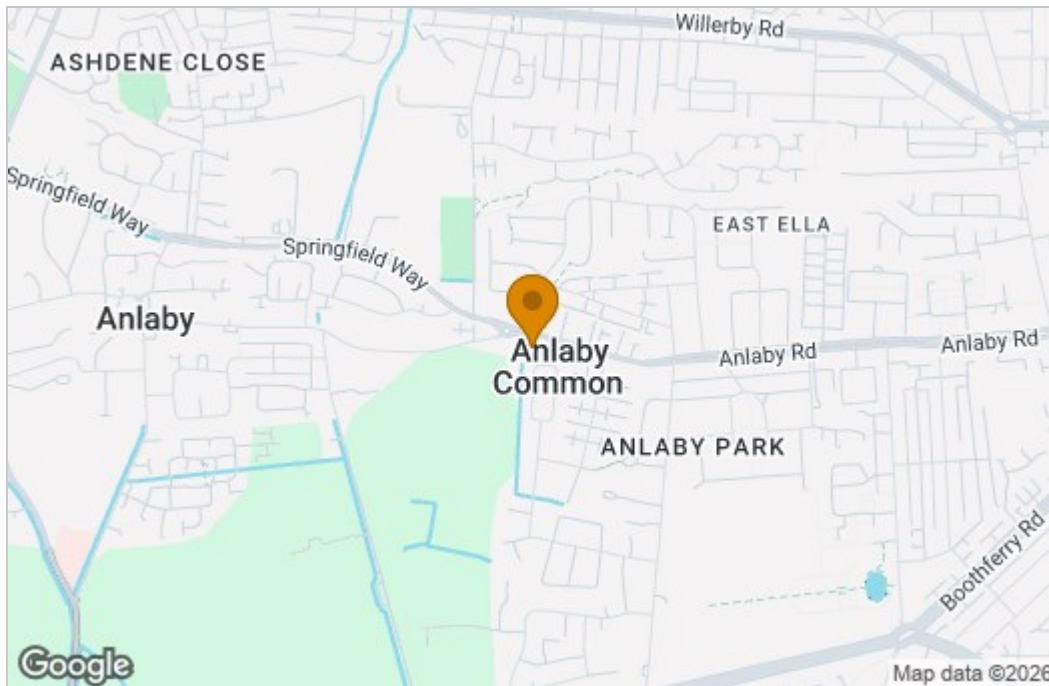 Willerby Rd
ASHDENE CLOSE
Springfield Way
EAST ELLA
Springfield Way
Anlaby
Anlaby
Common
Anlaby Rd
Anlaby Rd
ANLABY PARK
Boothferry Rd
Google
Map data ©2026